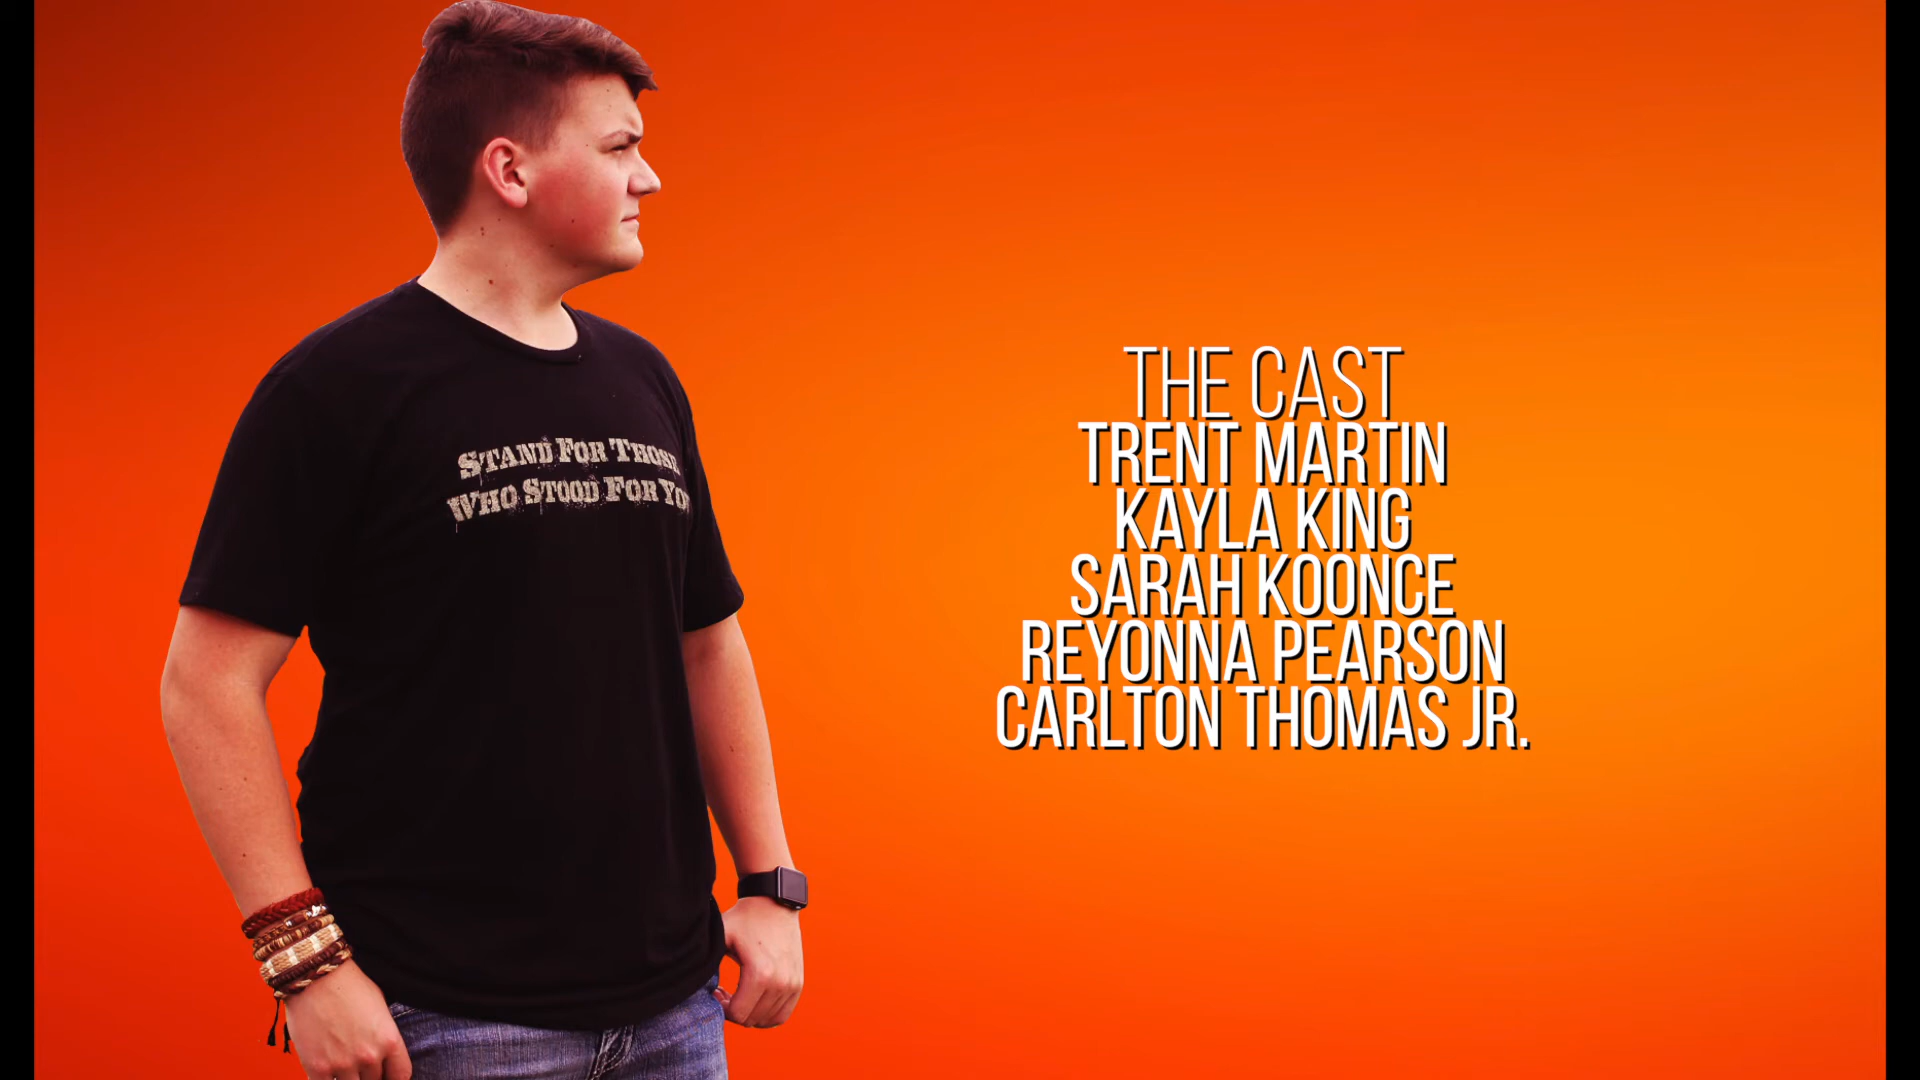 STAND FOR THOSE
WHO STOOD FOR YOU
THE CAST
TRENT MARTIN
KAYLA KING
SARAH KOONCE
REYONNA PEARSON
CARLTON THOMAS JR.